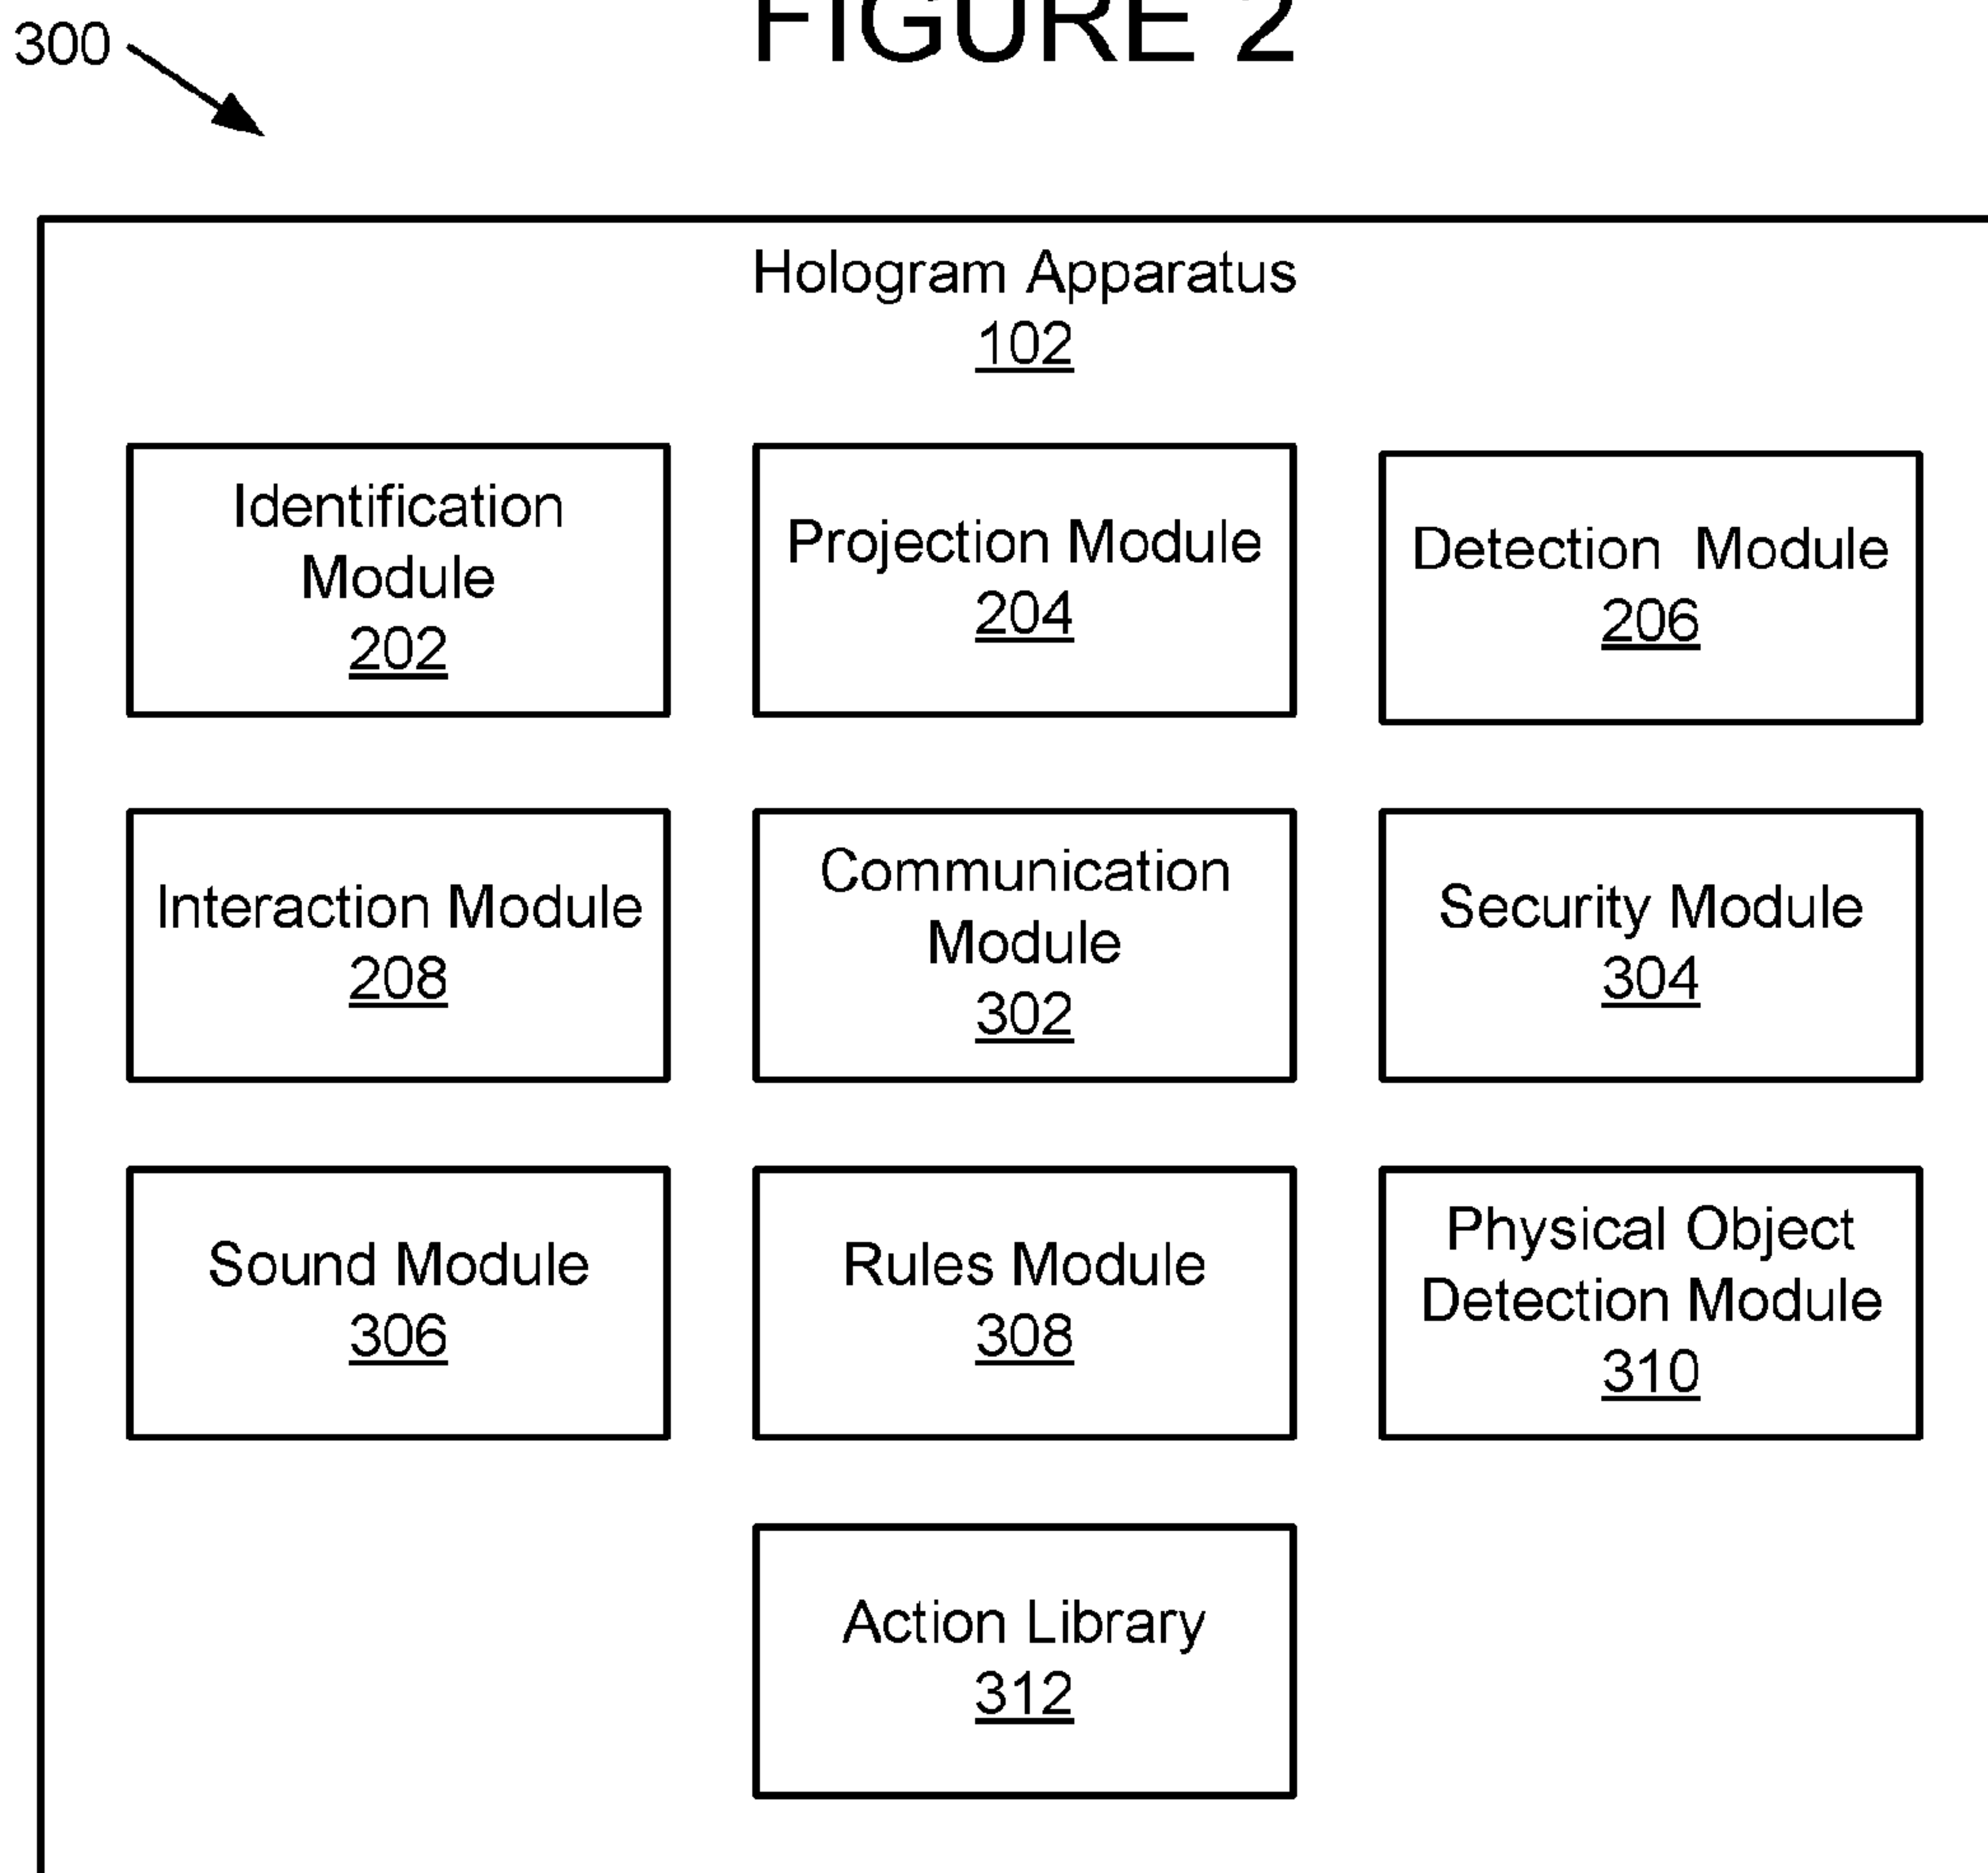 FIGURE 2
300
Hologram Apparatus
102
Identification
Module
202
Projection Module
204
Detection Module
206
Interaction Module
208
Communication
Module
302
Security Module
304
Sound Module
306
Rules Module
308
Physical Object
Detection Module
310
Action Library
312